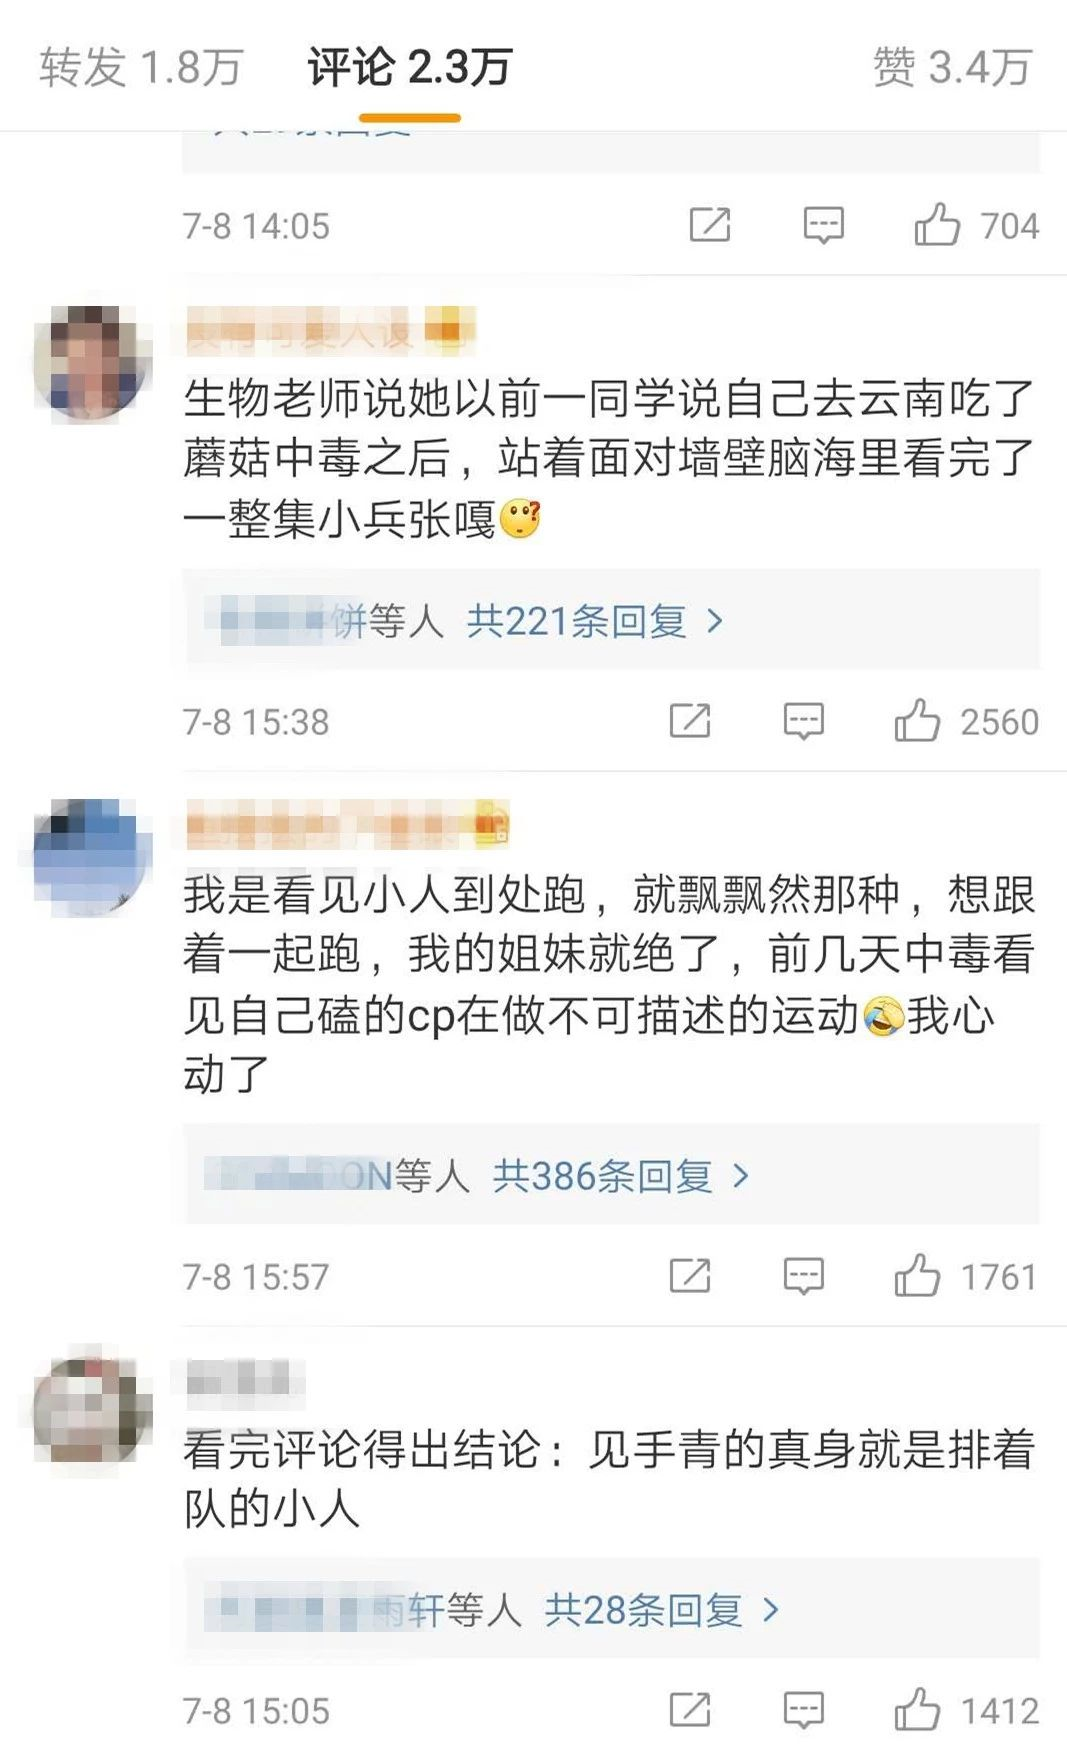 转发 1.8万 评论 2.3万 赞 3.4万
7-8 14:05 704
生物老师说她以前一同学说自己去云南吃了
蘑菇中毒之后，站着面对墙壁脑海里看完了
一整集小兵张嘎
饼等人 共221条回复 >
7-8 15:38 2560
我是看见小人到处跑，就飘飘然那种，想跟
着一起跑，我的姐妹就绝了，前几天中毒看
见自己磕的cp在做不可描述的运动我心
动了
ON等人 共386条回复 >
7-8 15:57 1761
看完评论得出结论：见手青的真身就是排着
队的小人
雨轩等人 共28条回复 >
7-8 15:05 1412